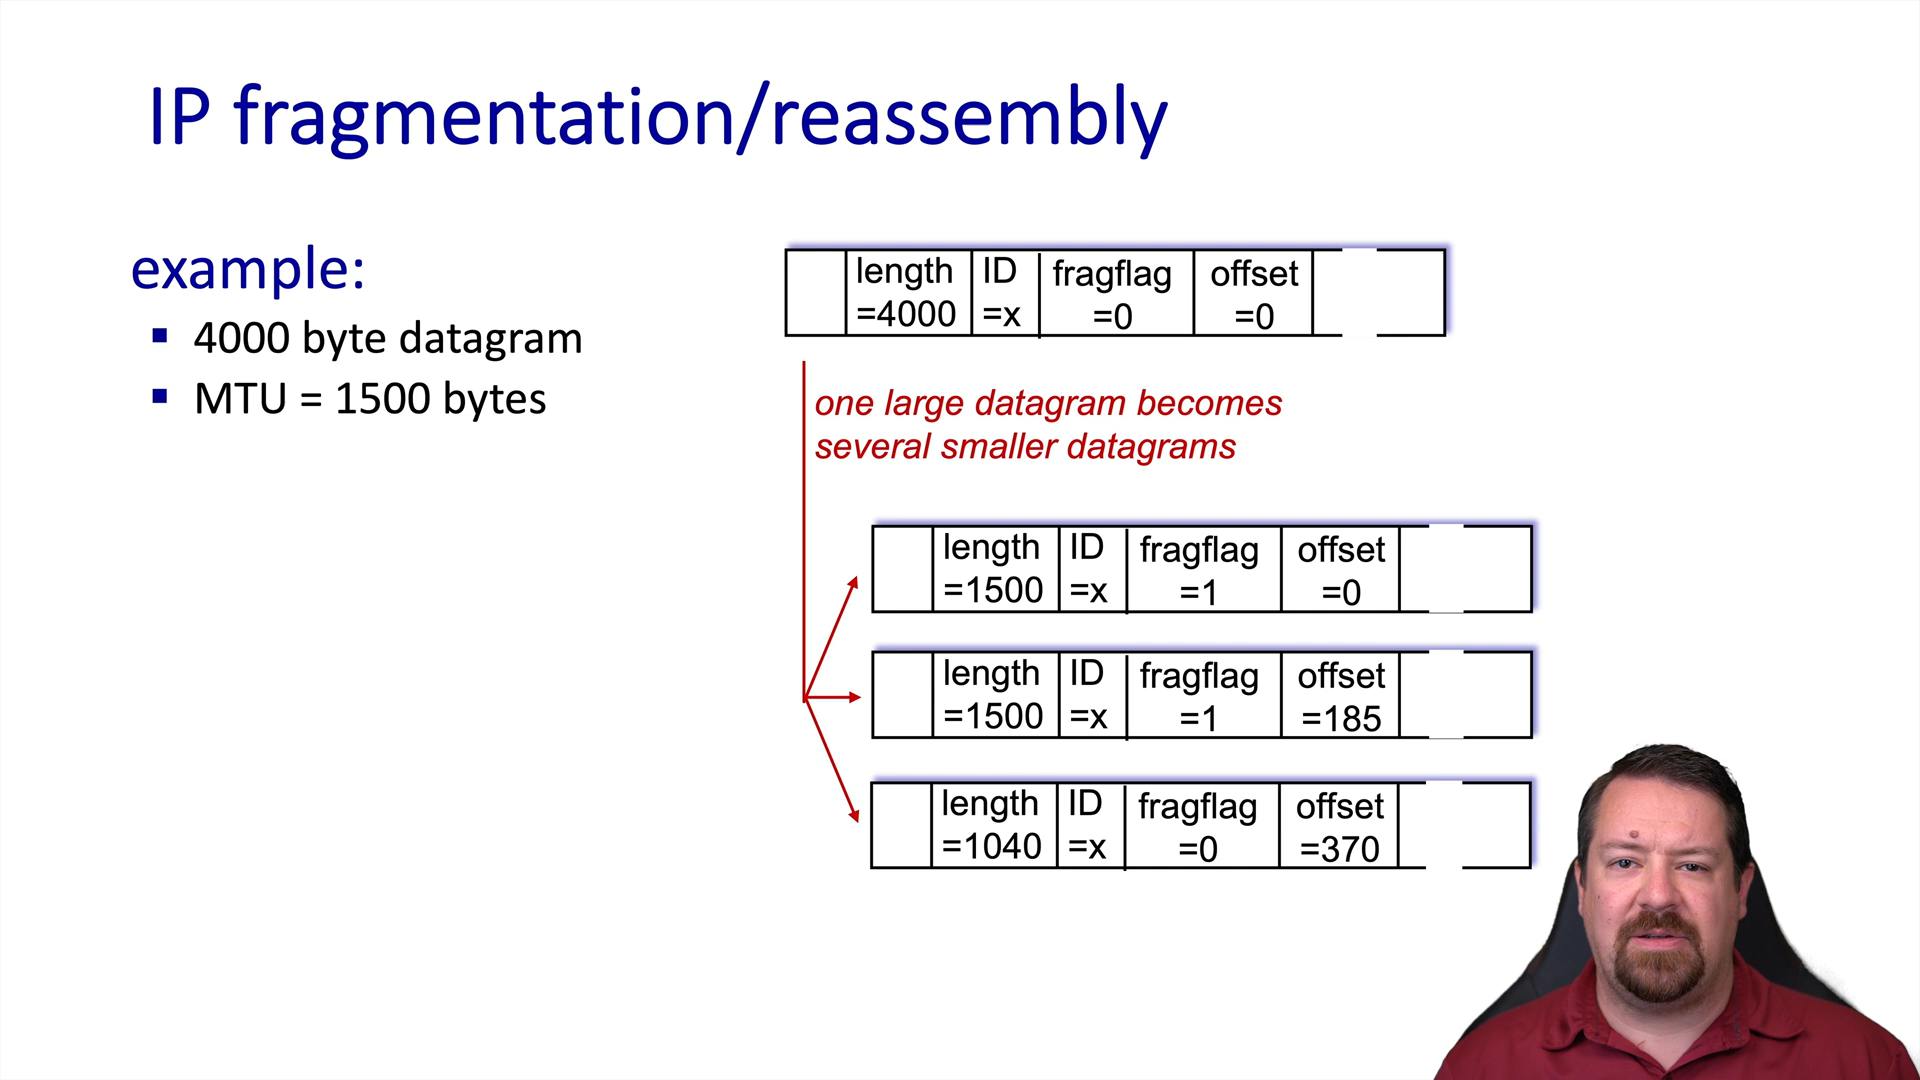 IP fragmentation/reassembly
example:
4000 byte datagram
MTU = 1500 bytes
length ID fragflag offset
=4000 =x =0 =0
one large datagram becomes
several smaller datagrams
length ID fragflag offset
=1500 =x =1 =0
length ID fragflag offset
=1500 =x =1 =185
length ID fragflag offset
=1040 =x =0 =370